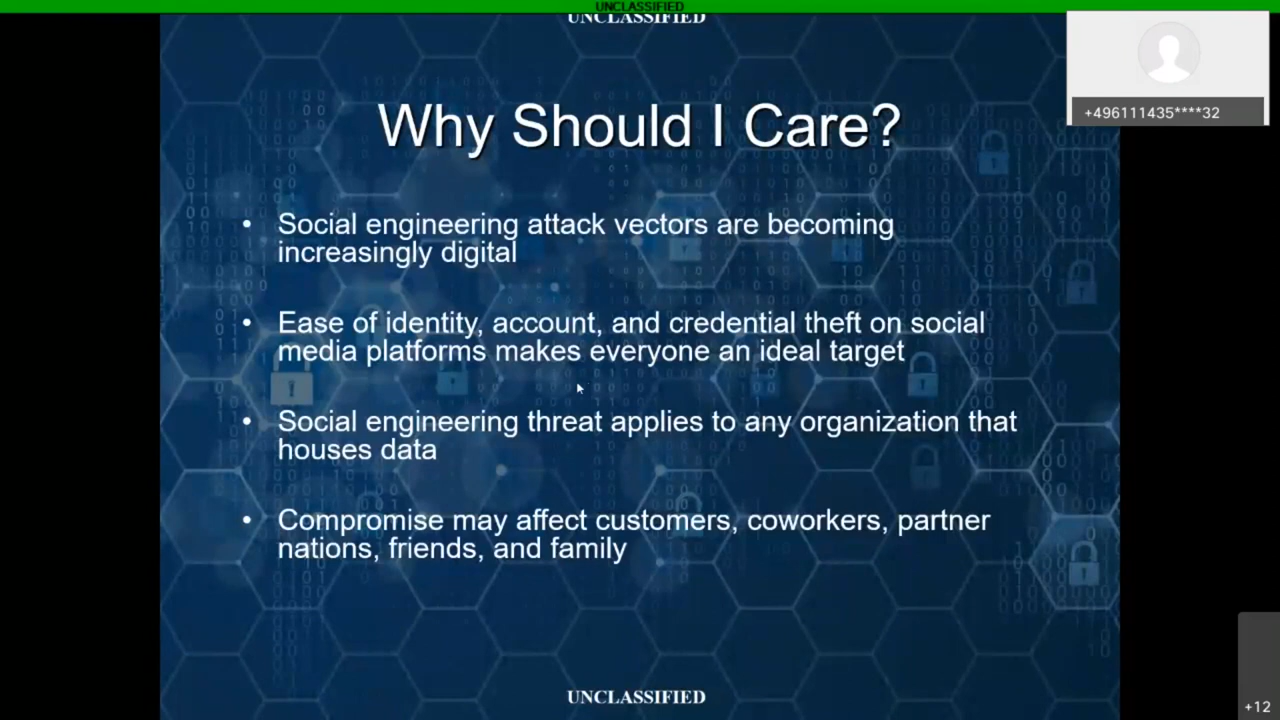 UNCLASSIFIED
UNCLASSIFIED
+496111435****32
Why Should I Care?
• Social engineering attack vectors are becoming
increasingly digital
• Ease of identity, account, and credential theft on social
media platforms makes everyone an ideal target
• Social engineering threat applies to any organization that
houses data
• Compromise may affect customers, coworkers, partner
nations, friends, and family
UNCLASSIFIED
+12